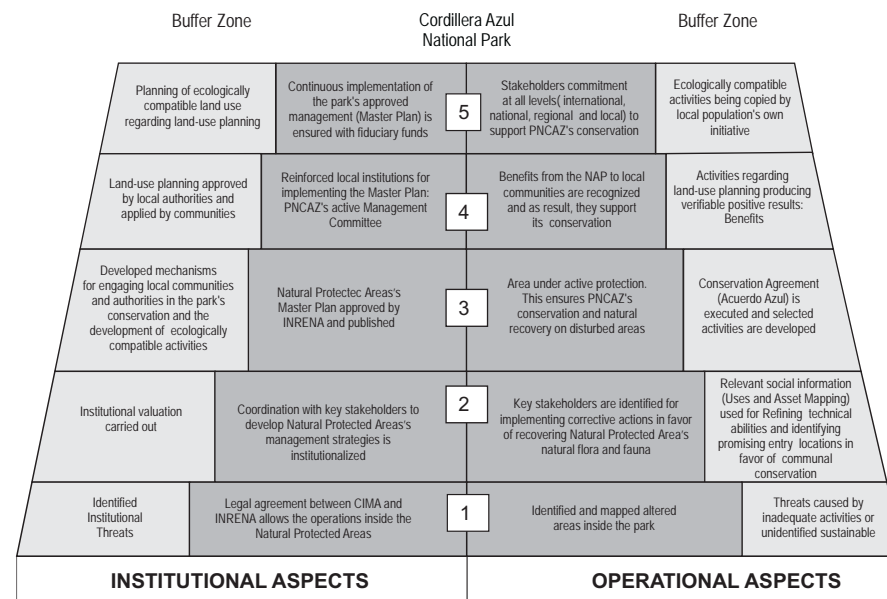 Buffer Zone
Cordillera Azul
National Park
Buffer Zone
Planning of ecologically
compatible land use
regarding land-use planning
Continuous implementation of
the park's approved
management (Master Plan) is
ensured with fiduciary funds
5
Stakeholders commitment
at all levels( international,
national, regional and local) to
support PNCAZ's conservation
Ecologically compatible
activities being copied by
local population's own
initiative
Land-use planning approved
by local authorities and
applied by communities
Reinforced local institutions for
implementing the Master Plan:
PNCAZ's active Management
Committee
4
Benefits from the NAP to local
communities are recognized
and as result, they support
its conservation
Activities regarding
land-use planning producing
verifiable positive results:
Benefits
Developed mechanisms
for engaging local communities
and authorities in the park's
conservation and the
development of ecologically
compatible activities
Natural Protectec Areas's
Master Plan approved by
INRENA and published
3
Area under active protection.
This ensures PNCAZ's
conservation and natural
recovery on disturbed areas
Conservation Agreement
(Acuerdo Azul) is
executed and selected
activities are developed
Institutional valuation
carried out
Coordination with key stakeholders to
develop Natural Protected Areas's
management strategies is
institutionalized
2
Key stakeholders are identified for
implementing corrective actions in favor
of recovering Natural Protected Area's
natural flora and fauna
Relevant social information
(Uses and Asset Mapping)
used for Refining technical
abilities and identifying
promising entry locations in
favor of communal
conservation
Identified
Institutional
Threats
Legal agreement between CIMA and
INRENA allows the operations inside the
Natural Protected Areas
1
Identified and mapped altered
areas inside the park
Threats caused by
inadequate activities or
unidentified sustainable
INSTITUTIONAL ASPECTS
OPERATIONAL ASPECTS